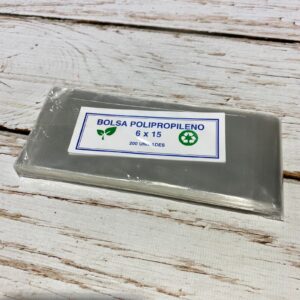 BOLSA POLIPROPILENO
6 x 15
200 UNIDADES